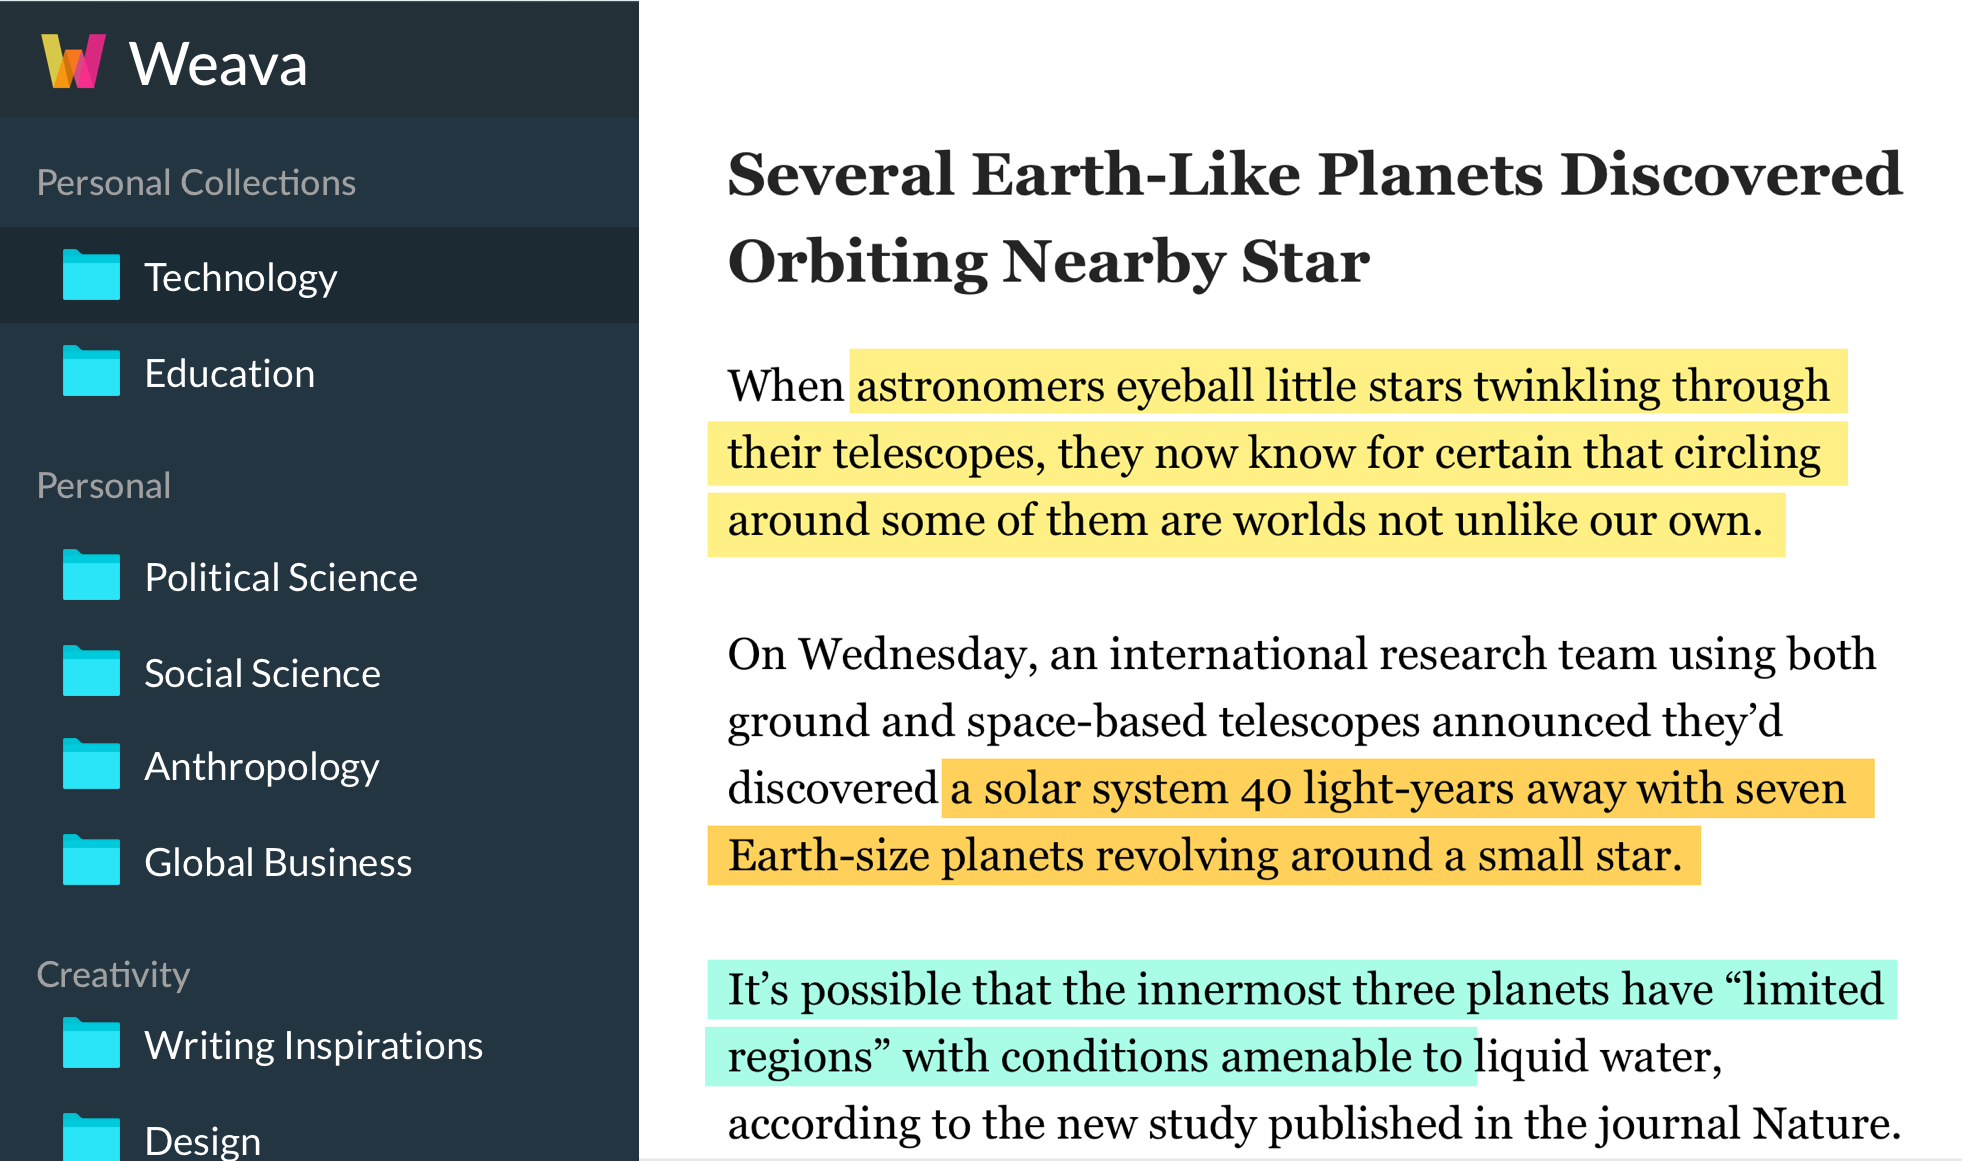 Weava
Personal Collections
Technology
Education
Personal
Political Science
Social Science
Anthropology
Global Business
Creativity
Writing Inspirations
Design
Several Earth-Like Planets Discovered
Orbiting Nearby Star
When astronomers eyeball little stars twinkling through
their telescopes, they now know for certain that circling
around some of them are worlds not unlike our own.
On Wednesday, an international research team using both
ground and space-based telescopes announced they’d
discovered a solar system 40 light-years away with seven
Earth-size planets revolving around a small star.
It’s possible that the innermost three planets have “limited
regions” with conditions amenable to liquid water,
according to the new study published in the journal Nature.